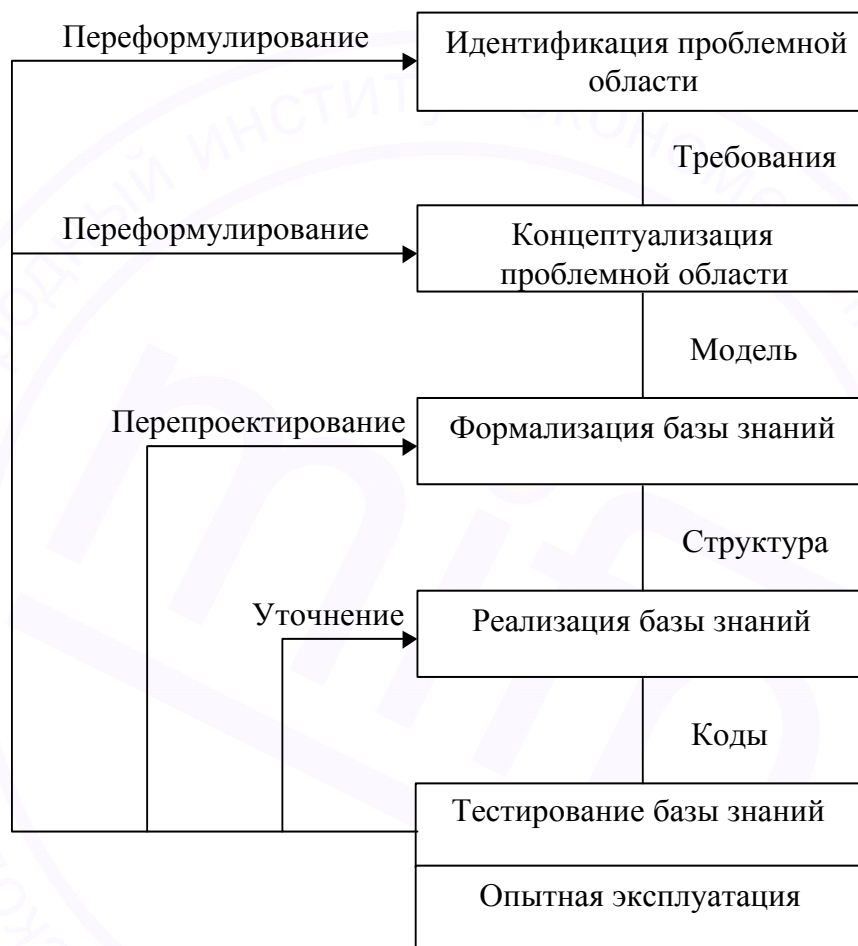 Переформулирование
Идентификация проблемной
области
Требования
Переформулирование
Концептуализация
проблемной области
Модель
Перепроектирование
Формализация базы знаний
Структура
Уточнение
Реализация базы знаний
Коды
Тестирование базы знаний
Опытная эксплуатация